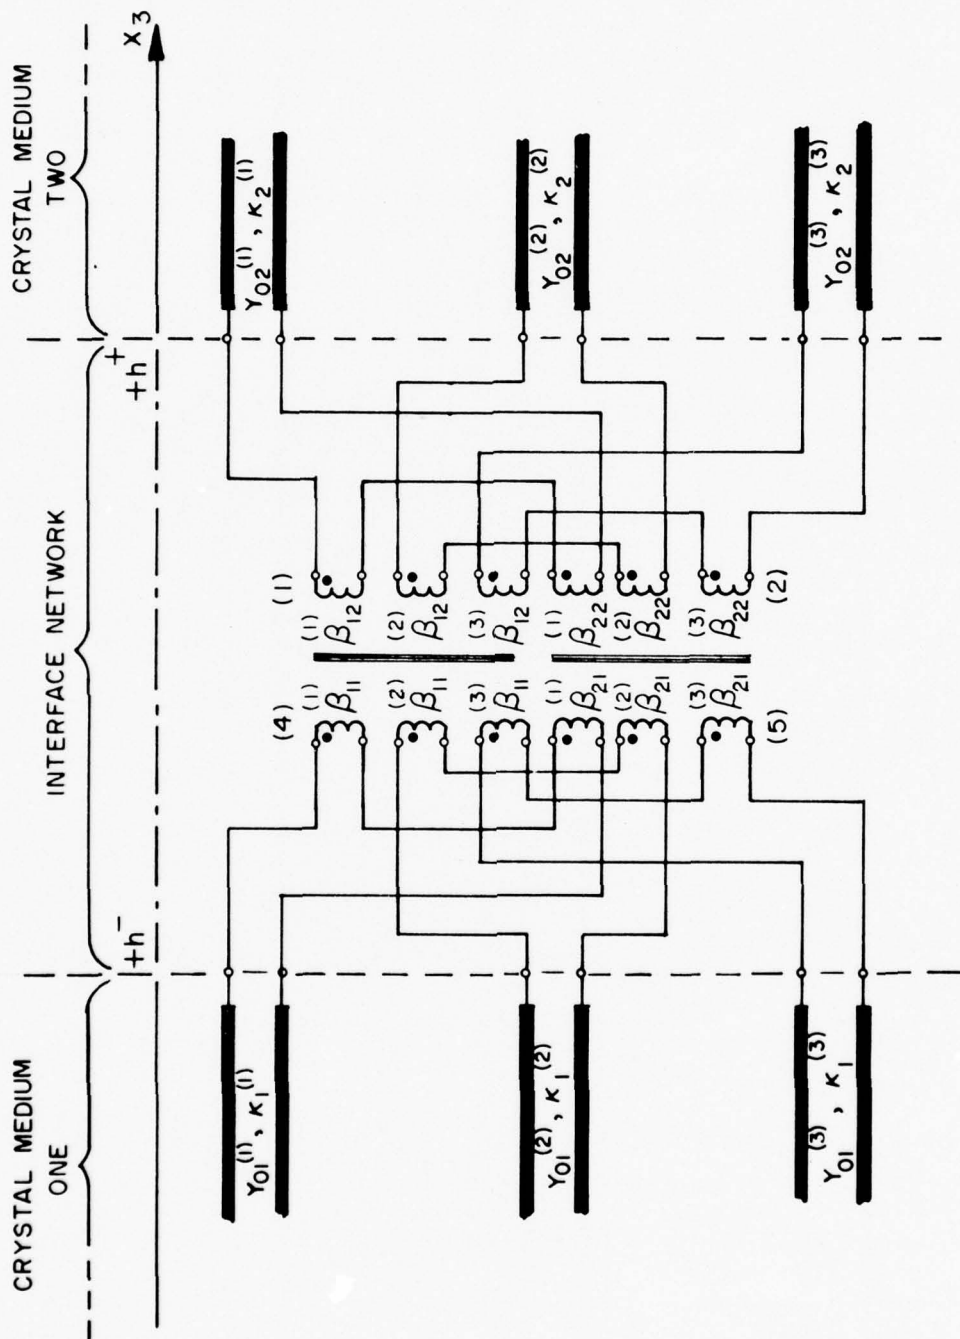 CRYSTAL MEDIUM
ONE
INTERFACE NETWORK
CRYSTAL MEDIUM
TWO
+h⁻
+h⁺
X₃
Y₀₁⁽¹⁾, κ₁⁽¹⁾
Y₀₂⁽¹⁾, κ₂⁽¹⁾
(4)
(1)
β₁₁⁽¹⁾
β₁₂⁽¹⁾
β₁₁⁽²⁾
β₁₂⁽²⁾
β₁₁⁽³⁾
β₁₂⁽³⁾
Y₀₁⁽²⁾, κ₁⁽²⁾
Y₀₂⁽²⁾, κ₂⁽²⁾
β₂₁⁽¹⁾
β₂₂⁽¹⁾
β₂₁⁽²⁾
β₂₂⁽²⁾
β₂₁⁽³⁾
β₂₂⁽³⁾
(5)
(2)
Y₀₁⁽³⁾, κ₁⁽³⁾
Y₀₂⁽³⁾, κ₂⁽³⁾